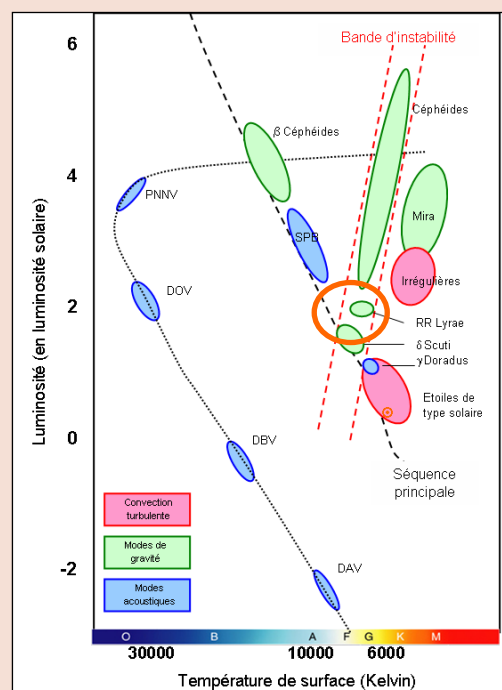 6
4
2
0
-2
Luminosité (en luminosité solaire)
Bande d'instabilité
Céphéides
β Céphéides
PNNV
SPB
Mira
DOV
Irrégulières
RR Lyrae
δ Scuti
γ Doradus
Etoiles de
type solaire
DBV
Séquence
principale
Convection
turbulente
Modes de
gravité
Modes
acoustiques
DAV
O B A F G K M
30000 10000 6000
Température de surface (Kelvin)